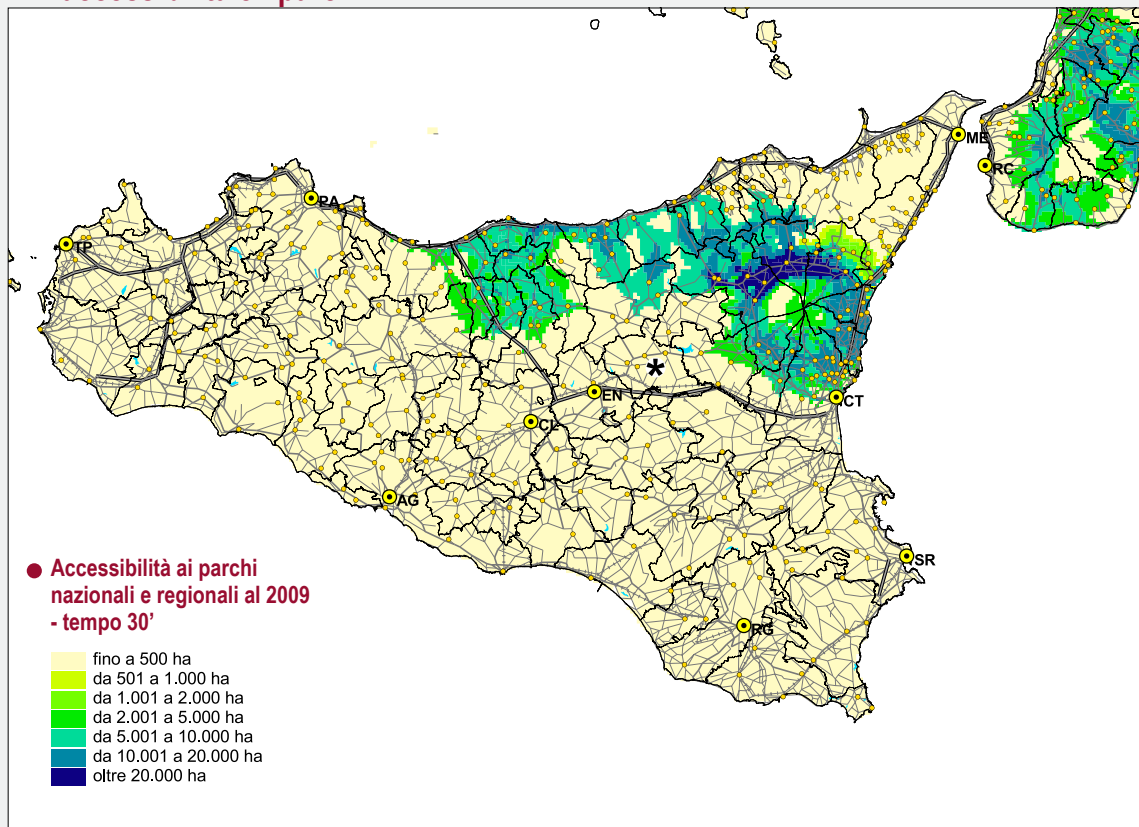 ME
RC
PA
TP
*
EN
CT
CL
AG
SR
RG
Accessibilità ai parchi
nazionali e regionali al 2009
- tempo 30’
fino a 500 ha
da 501 a 1.000 ha
da 1.001 a 2.000 ha
da 2.001 a 5.000 ha
da 5.001 a 10.000 ha
da 10.001 a 20.000 ha
oltre 20.000 ha